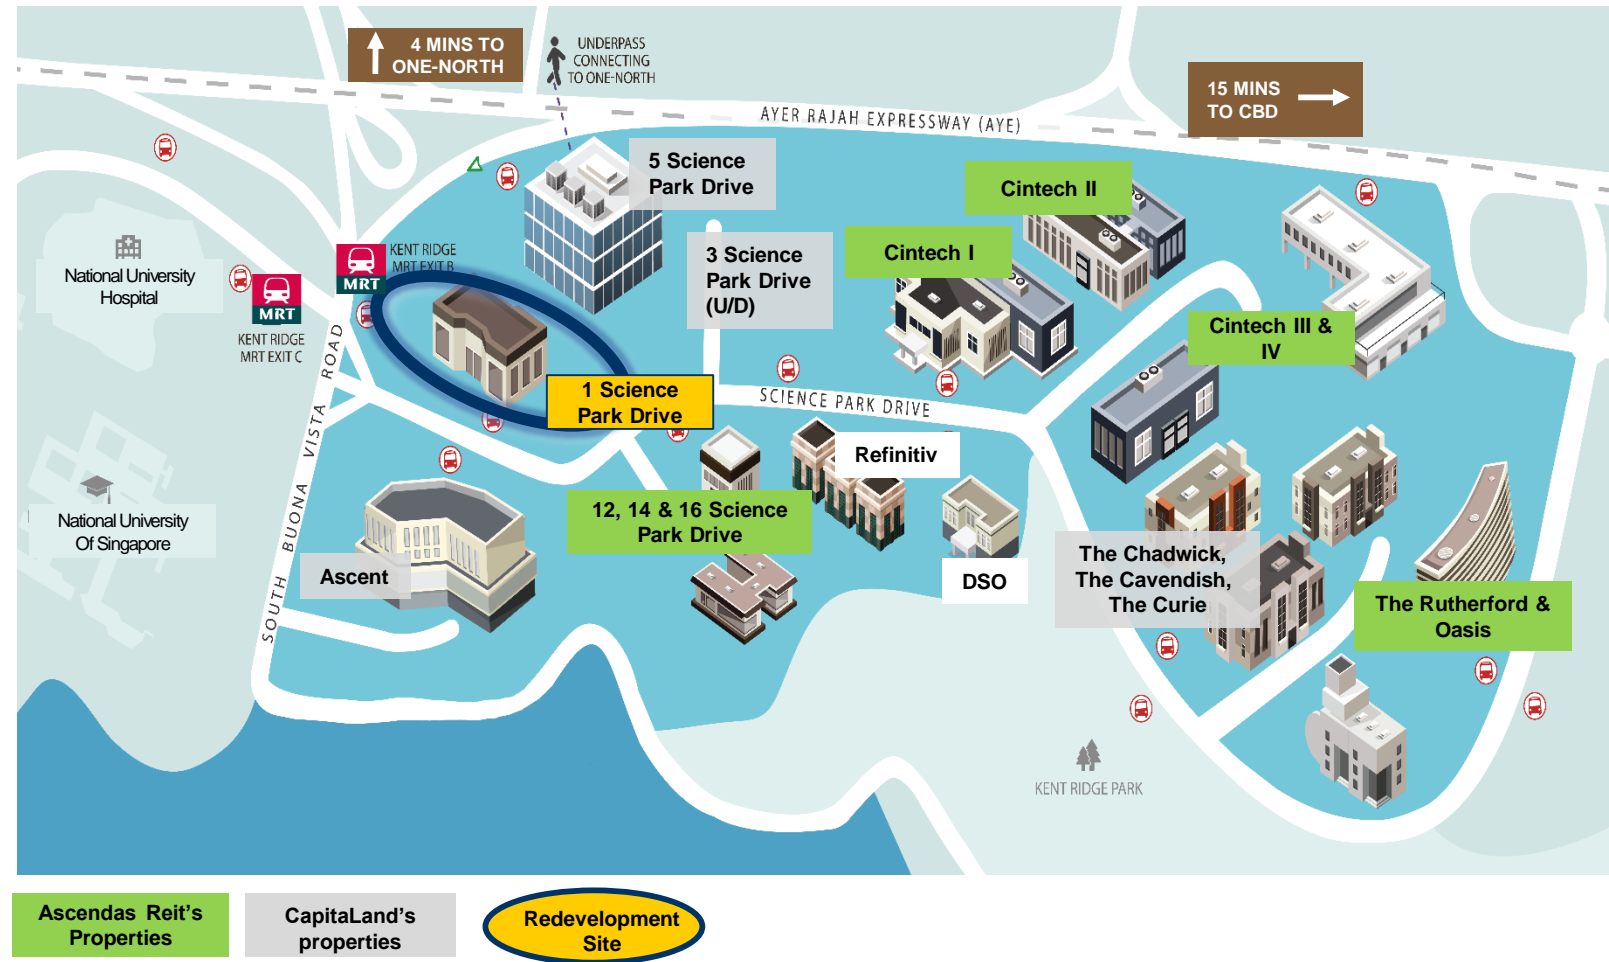 4 MINS TO
ONE-NORTH
UNDERPASS
CONNECTING
TO ONE-NORTH
15 MINS
TO CBD
AYER RAJAH EXPRESSWAY (AYE)
5 Science
Park Drive
Cintech II
3 Science
Park Drive
(U/D)
Cintech I
KENT RIDGE
MRT EXIT B
MRT
National University
Hospital
MRT
KENT RIDGE
MRT EXIT C
Cintech III &
IV
1 Science
Park Drive
SCIENCE PARK DRIVE
SOUTH BUONA VISTA ROAD
Refinitiv
12, 14 & 16 Science
Park Drive
National University
Of Singapore
Ascent
DSO
The Chadwick,
The Cavendish,
The Curie
The Rutherford &
Oasis
KENT RIDGE PARK
Ascendas Reit's
Properties
CapitaLand's
properties
Redevelopment
Site